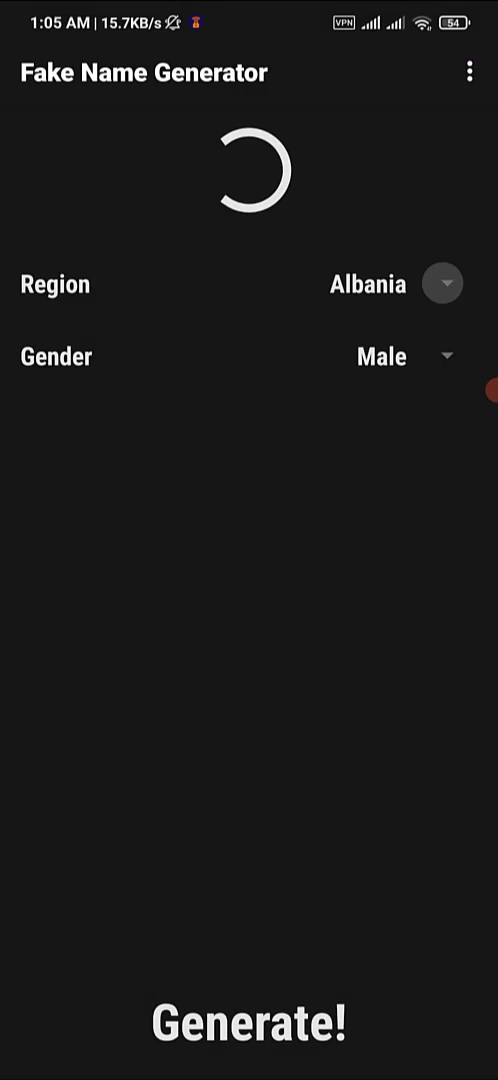 1:05 AM | 15.7KB/s VPN 54
Fake Name Generator
Region Albania
Gender Male
Generate!